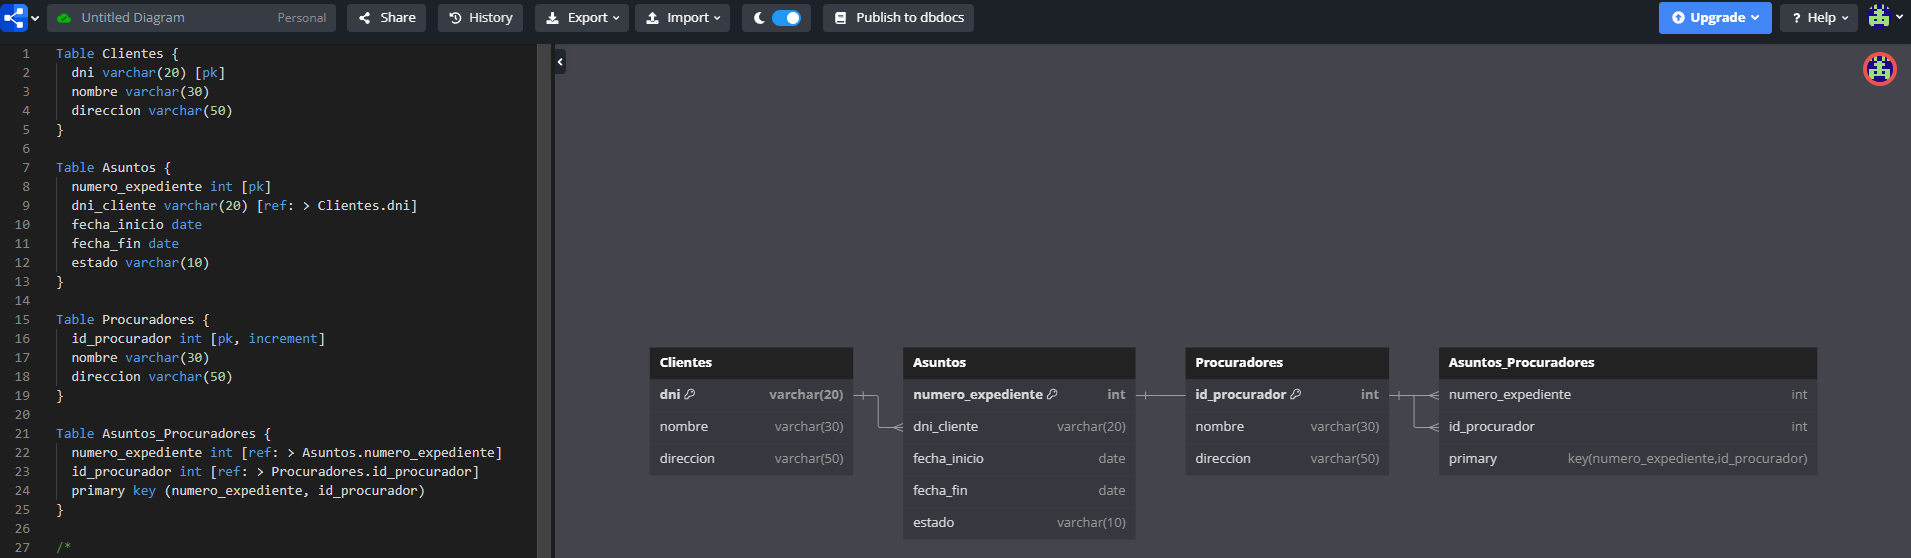 Untitled Diagram Personal Share History Export Import Publish to dbdocs Upgrade ? Help
1 Table Clientes {
2 dni varchar(20) [pk]
3 nombre varchar(30)
4 direccion varchar(50)
5 }
6
7 Table Asuntos {
8 numero_expediente int [pk]
9 dni_cliente varchar(20) [ref: > Clientes.dni]
10 fecha_inicio date
11 fecha_fin date
12 estado varchar(10)
13 }
14
15 Table Procuradores {
16 id_procurador int [pk, increment]
17 nombre varchar(30)
18 direccion varchar(50)
19 }
20
21 Table Asuntos_Procuradores {
22 numero_expediente int [ref: > Asuntos.numero_expediente]
23 id_procurador int [ref: > Procuradores.id_procurador]
24 primary key (numero_expediente, id_procurador)
25 }
26
27 /*
Clientes
dni varchar(20)
nombre varchar(30)
direccion varchar(50)
Asuntos
numero_expediente int
dni_cliente varchar(20)
fecha_inicio date
fecha_fin date
estado varchar(10)
Procuradores
id_procurador int
nombre varchar(30)
direccion varchar(50)
Asuntos_Procuradores
numero_expediente int
id_procurador int
primary key(numero_expediente,id_procurador)